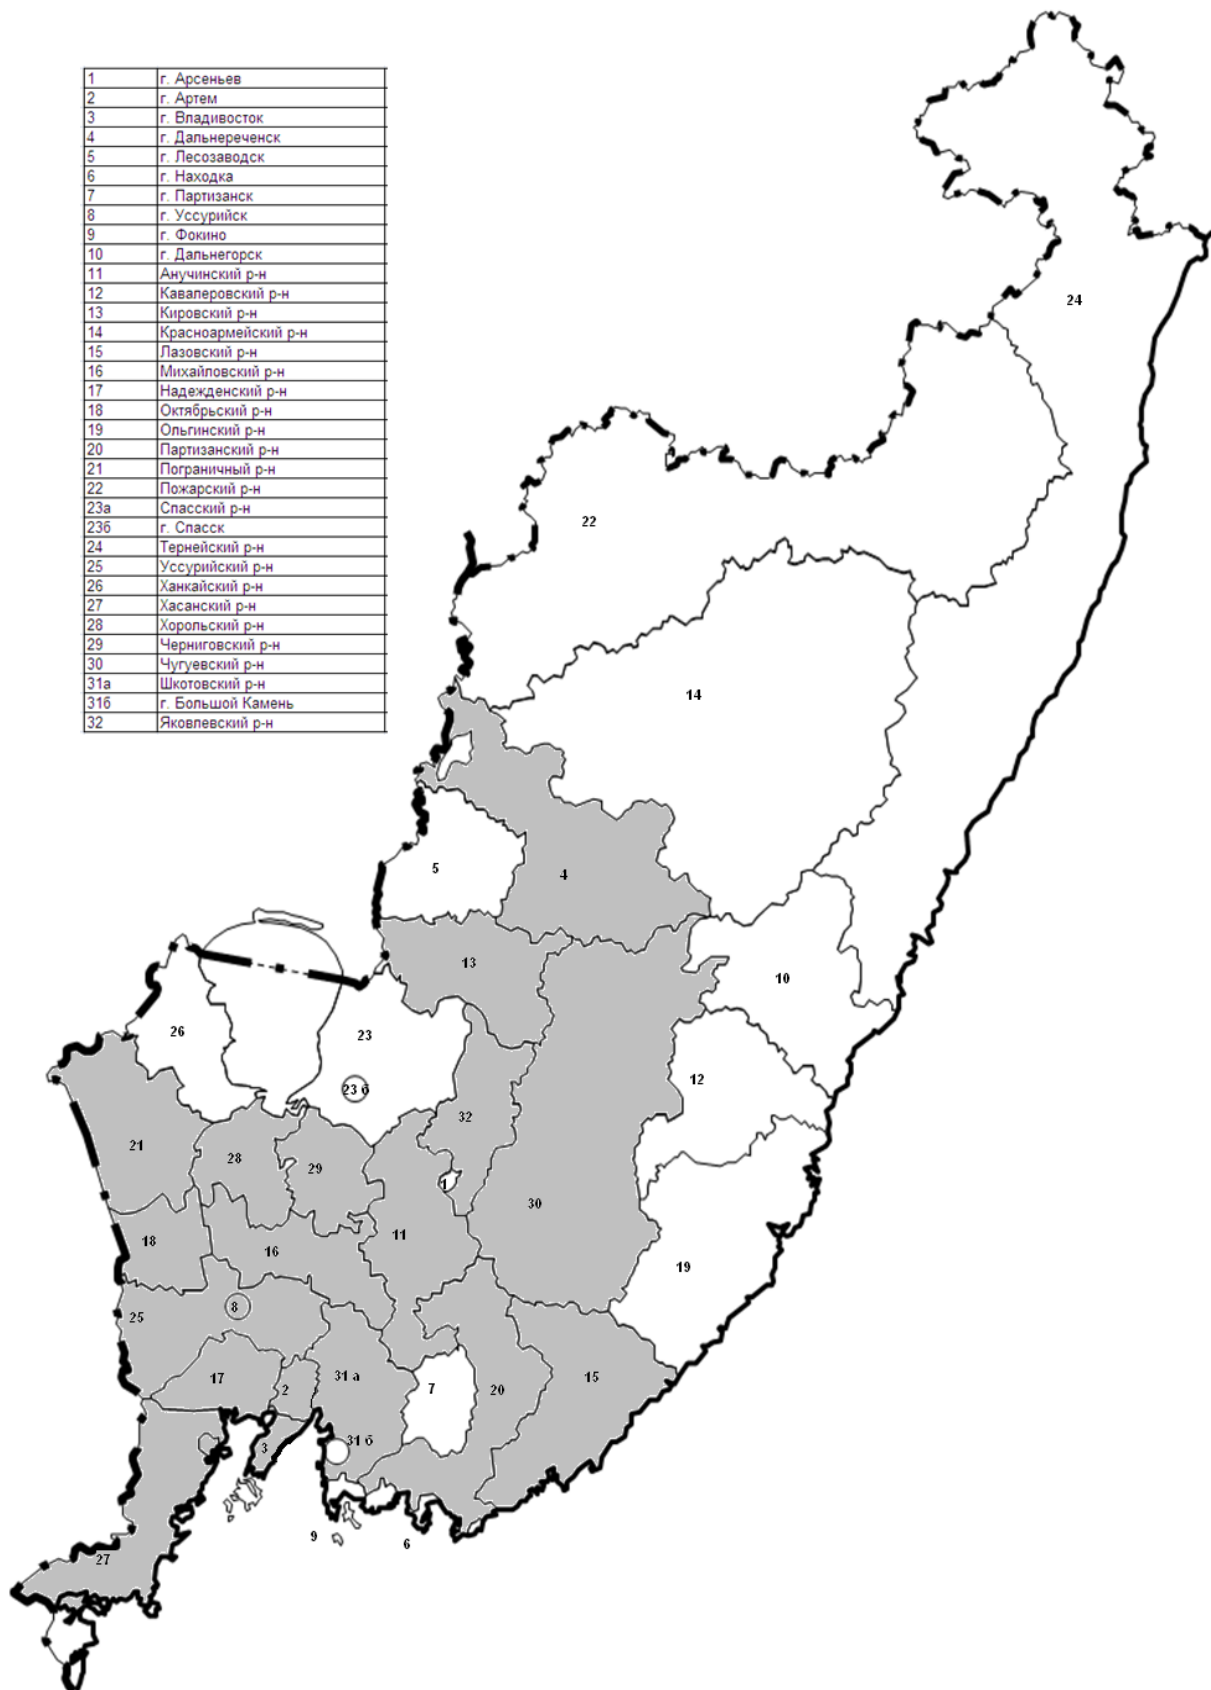 1 г. Арсеньев
2 г. Артем
3 г. Владивосток
4 г. Дальнереченск
5 г. Лесозаводск
6 г. Находка
7 г. Партизанск
8 г. Уссурийск
9 г. Фокино
10 г. Дальнегорск
11 Анучинский р-н
12 Кавалеровский р-н
13 Кировский р-н
14 Красноармейский р-н
15 Лазовский р-н
16 Михайловский р-н
17 Надежденский р-н
18 Октябрьский р-н
19 Ольгинский р-н
20 Партизанский р-н
21 Пограничный р-н
22 Пожарский р-н
23а Спасский р-н
23б г. Спасск
24 Тернейский р-н
25 Уссурийский р-н
26 Ханкайский р-н
27 Хасанский р-н
28 Хорольский р-н
29 Черниговский р-н
30 Чугуевский р-н
31а Шкотовский р-н
31б г. Большой Камень
32 Яковлевский р-н
24
22
14
5
4
13
10
26
23
12
23 б
32
21
28
29
1
30
18
16
11
19
8
25
17
2
31 а
7
20
15
3
31 б
9
6
27